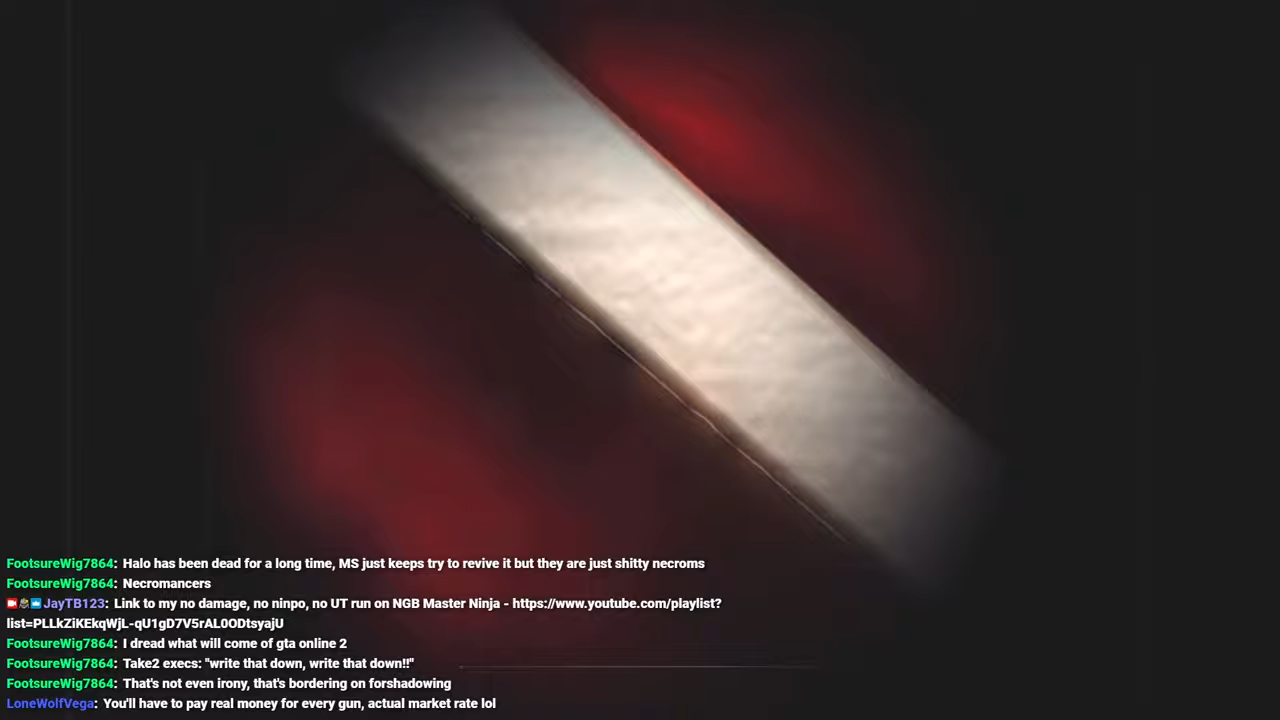 FootsureWig7864: Halo has been dead for a long time, MS just keeps try to revive it but they are just shitty necroms
FootsureWig7864: Necromancers
JayTB123: Link to my no damage, no ninpo, no UT run on NGB Master Ninja - https://www.youtube.com/playlist?
list=PLLkZiKEkqWjL-qU1gD7V5rAL0ODtsyajU
FootsureWig7864: I dread what will come of gta online 2
FootsureWig7864: Take2 execs: "write that down, write that down!!"
FootsureWig7864: That's not even irony, that's bordering on forshadowing
LoneWolfVega: You'll have to pay real money for every gun, actual market rate lol